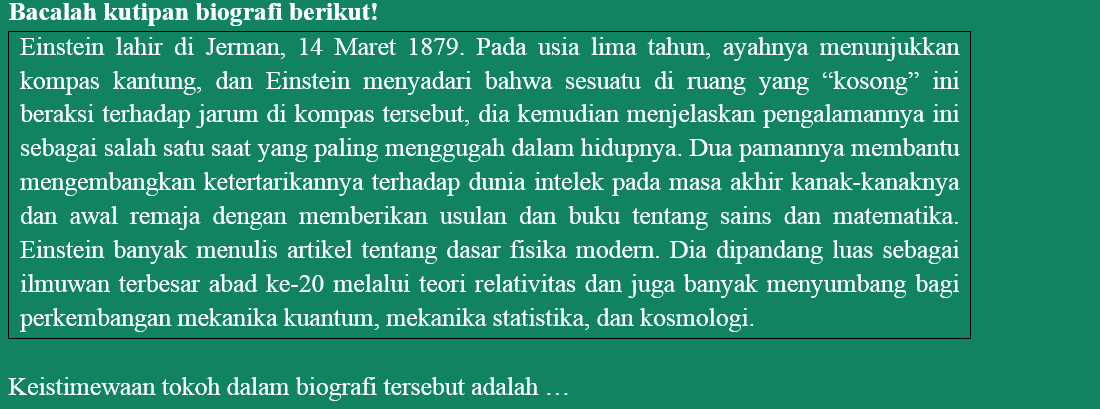 Bacalah kutipan biografi berikut!
Einstein lahir di Jerman, 14 Maret 1879. Pada usia lima tahun, ayahnya menunjukkan
kompas kantung, dan Einstein menyadari bahwa sesuatu di ruang yang “kosong” ini
beraksi terhadap jarum di kompas tersebut, dia kemudian menjelaskan pengalamannya ini
sebagai salah satu saat yang paling menggugah dalam hidupnya. Dua pamannya membantu
mengembangkan ketertarikannya terhadap dunia intelek pada masa akhir kanak-kanaknya
dan awal remaja dengan memberikan usulan dan buku tentang sains dan matematika.
Einstein banyak menulis artikel tentang dasar fisika modern. Dia dipandang luas sebagai
ilmuwan terbesar abad ke-20 melalui teori relativitas dan juga banyak menyumbang bagi
perkembangan mekanika kuantum, mekanika statistika, dan kosmologi.
Keistimewaan tokoh dalam biografi tersebut adalah …